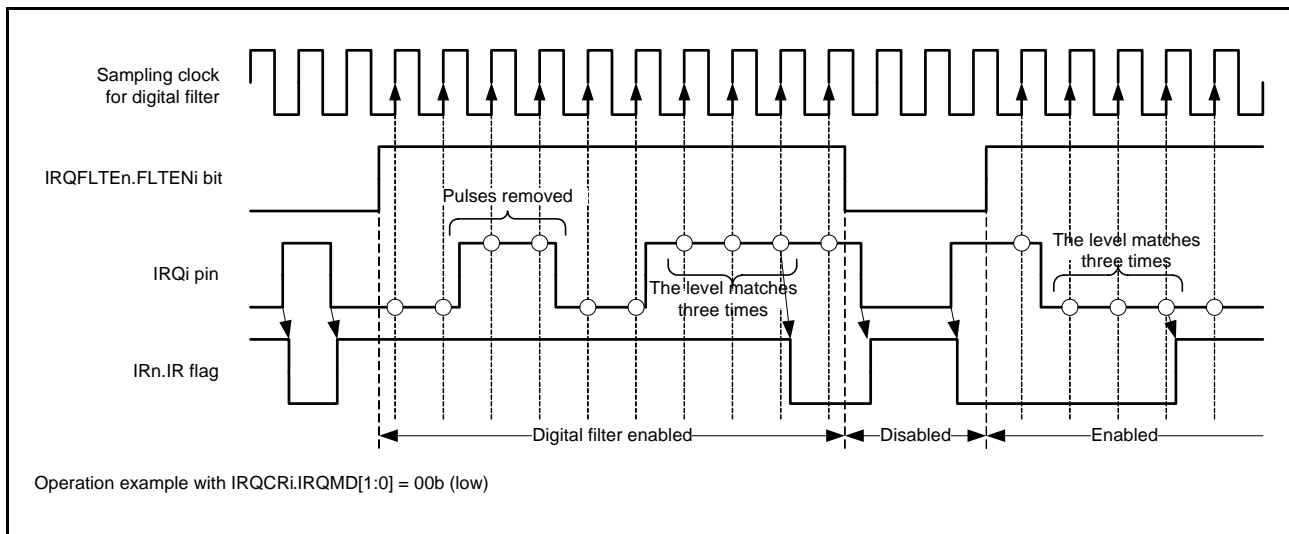 Sampling clock
for digital filter
IRQFLTEn.FLTENi bit
Pulses removed
IRQi pin
The level matches
three times
The level matches
three times
IRn.IR flag
Digital filter enabled
Disabled
Enabled
Operation example with IRQCRi.IRQMD[1:0] = 00b (low)